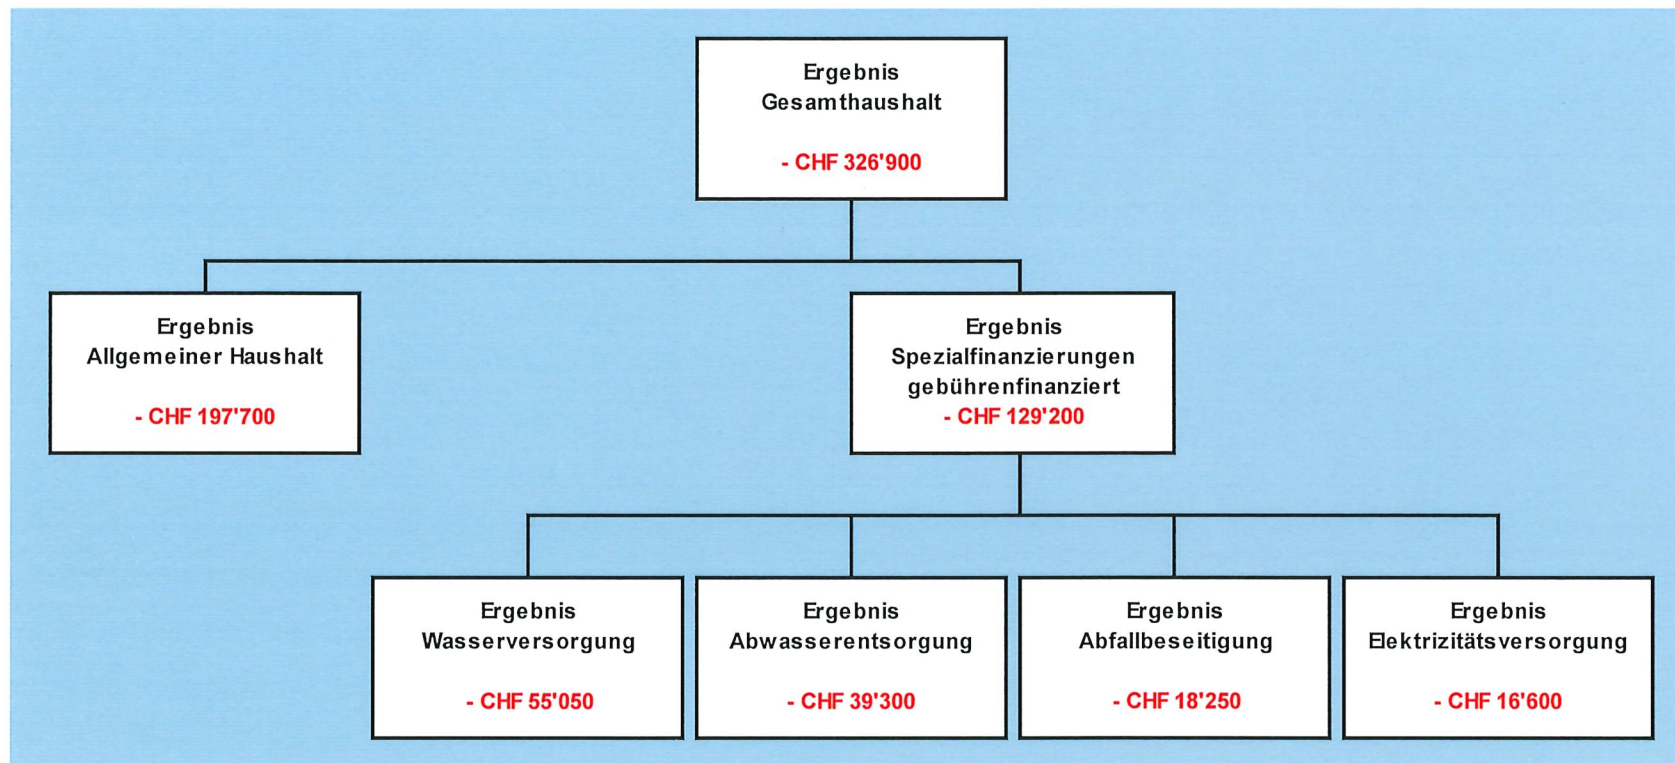 Ergebnis
Gesamthaushalt
- CHF 326'900
Ergebnis
Allgemeiner Haushalt
- CHF 197'700
Ergebnis
Spezialfinanzierungen
gebührenfinanziert
- CHF 129'200
Ergebnis
Wasserversorgung
- CHF 55'050
Ergebnis
Abwasserentsorgung
- CHF 39'300
Ergebnis
Abfallbeseitigung
- CHF 18'250
Ergebnis
Elektrizitätsversorgung
- CHF 16'600